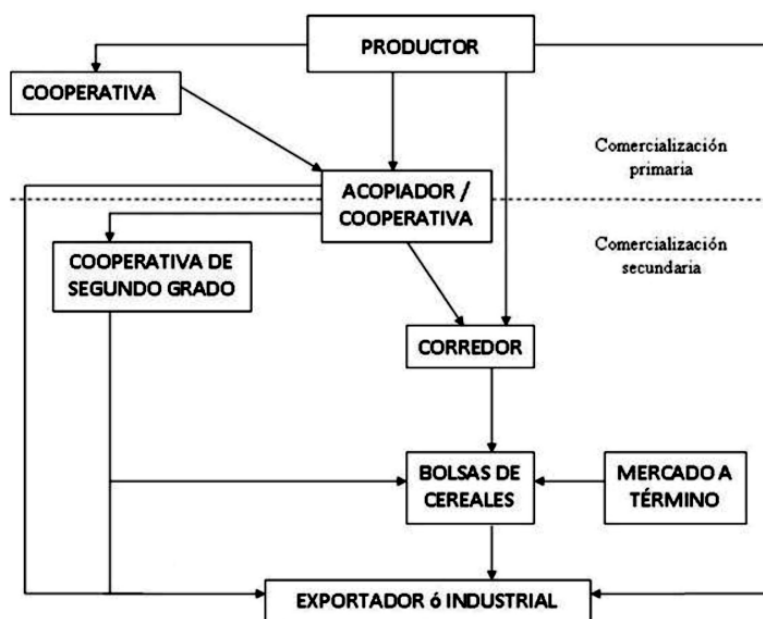 PRODUCTOR
COOPERATIVA
Comercialización
primaria
ACOPIADOR /
COOPERATIVA
Comercialización
secundaria
COOPERATIVA DE
SEGUNDO GRADO
CORREDOR
BOLSAS DE
CEREALES
MERCADO A
TÉRMINO
EXPORTADOR ó INDUSTRIAL